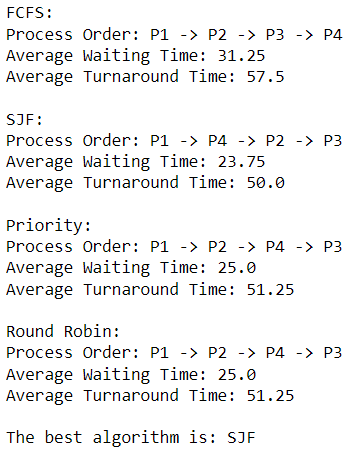 FCFS:
Process Order: P1 -> P2 -> P3 -> P4
Average Waiting Time: 31.25
Average Turnaround Time: 57.5
SJF:
Process Order: P1 -> P4 -> P2 -> P3
Average Waiting Time: 23.75
Average Turnaround Time: 50.0
Priority:
Process Order: P1 -> P2 -> P4 -> P3
Average Waiting Time: 25.0
Average Turnaround Time: 51.25
Round Robin:
Process Order: P1 -> P2 -> P4 -> P3
Average Waiting Time: 25.0
Average Turnaround Time: 51.25
The best algorithm is: SJF